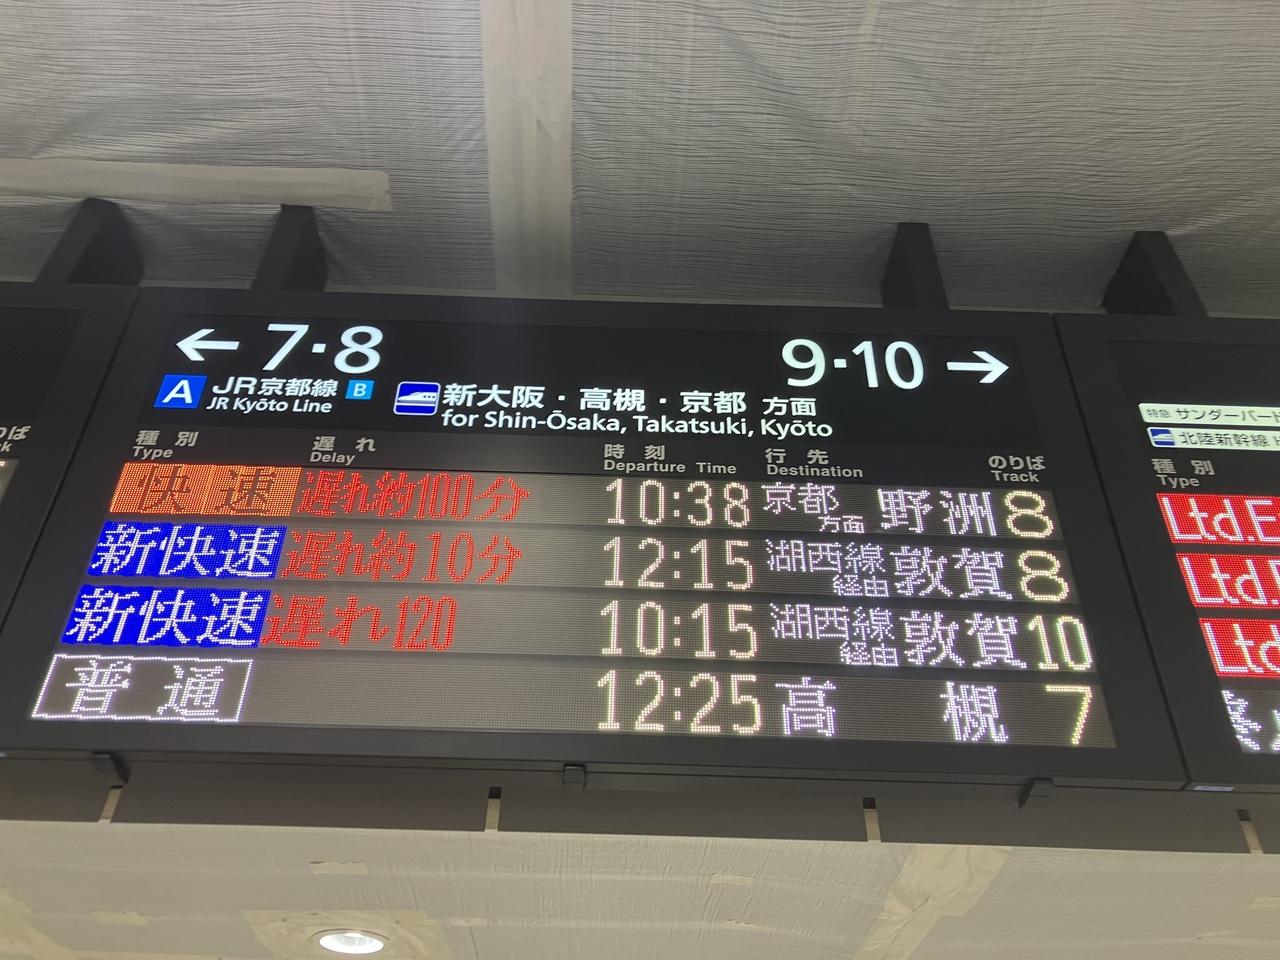 ← 7・8
9・10 →
A JR京都線 B
JR Kyōto Line
新大阪・高槻・京都 方面
for Shin-Ōsaka, Takatsuki, Kyōto
種別 遅れ 時刻 行先 のりば
Type Delay Departure Time Destination Track
快速 遅れ約100分 10:38 京都方面 野洲 8
新快速 遅れ約10分 12:15 湖西線経由 敦賀 8
新快速 遅れ120 10:15 湖西線経由 敦賀 10
普通 12:25 高槻 7
特急 サンダーバード
北陸新幹線
種別
Type
Ltd.E
Ltd.
Ltd